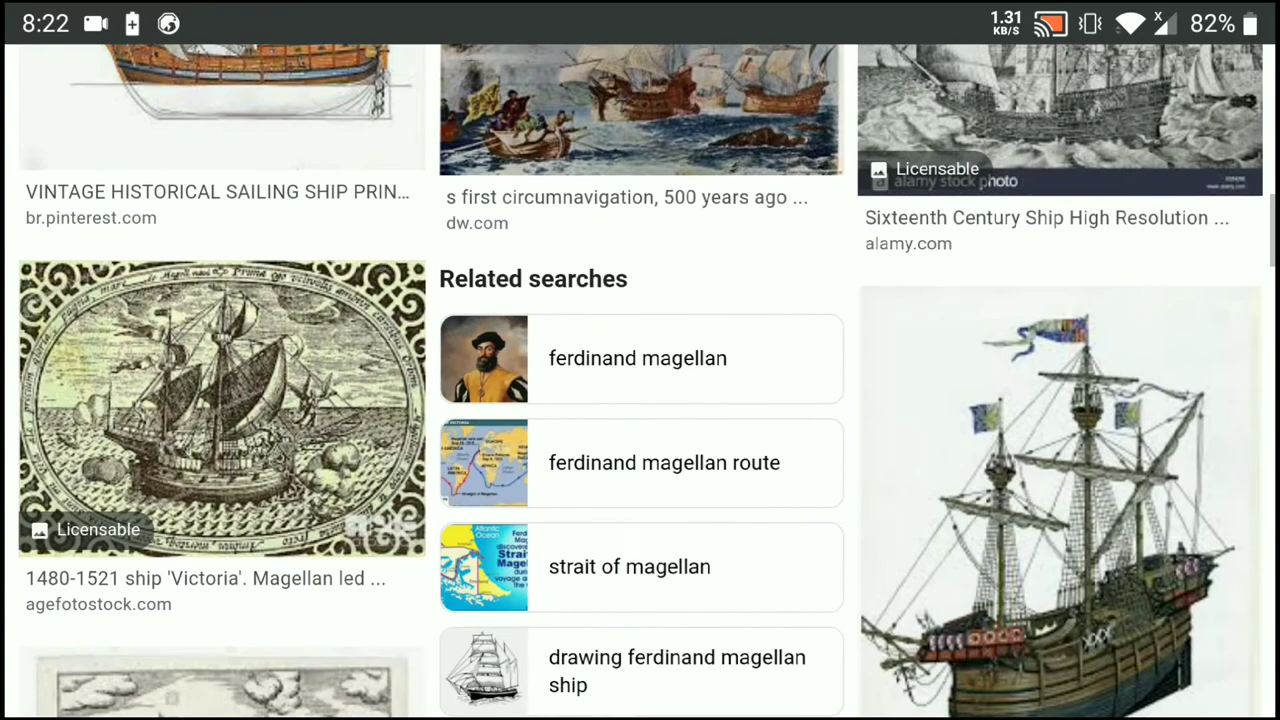 8:22
1.31
KB/S
X
82%
VINTAGE HISTORICAL SAILING SHIP PRIN...
br.pinterest.com
s first circumnavigation, 500 years ago ...
dw.com
Licensable
alamy stock photo
Sixteenth Century Ship High Resolution ...
alamy.com
Licensable
1480-1521 ship 'Victoria'. Magellan led ...
agefotostock.com
Related searches
ferdinand magellan
ferdinand magellan route
strait of magellan
drawing ferdinand magellan
ship